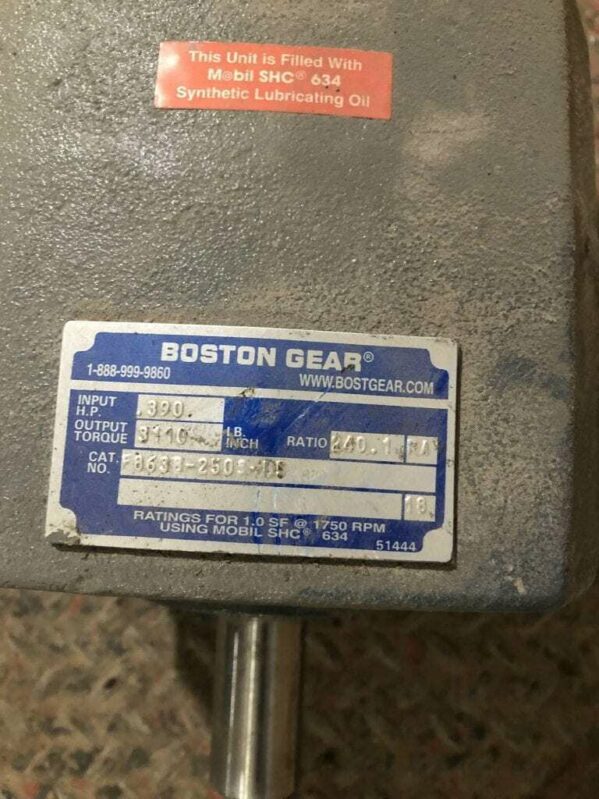 This Unit is Filled With
Mobil SHC® 634
Synthetic Lubricating Oil
BOSTON GEAR®
1-888-999-9860
WWW.BOSTGEAR.COM
INPUT H.P. .390
OUTPUT TORQUE LB. INCH RATIO 240.1
CAT. NO.
18
RATINGS FOR 1.0 SF @ 1750 RPM
USING MOBIL SHC® 634
51444